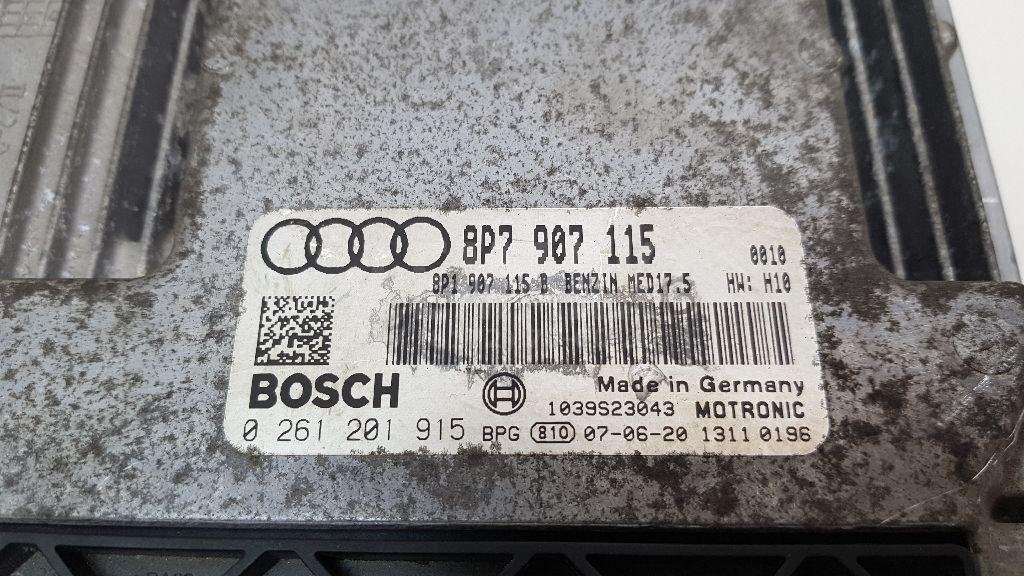 8P7 907 115 0010
8P1 907 115 B BENZIN MED17.5 HW: H10
BOSCH
Made in Germany
1039S23043 MOTRONIC
0 261 201 915 BPG 810 07-06-20 1311 0196